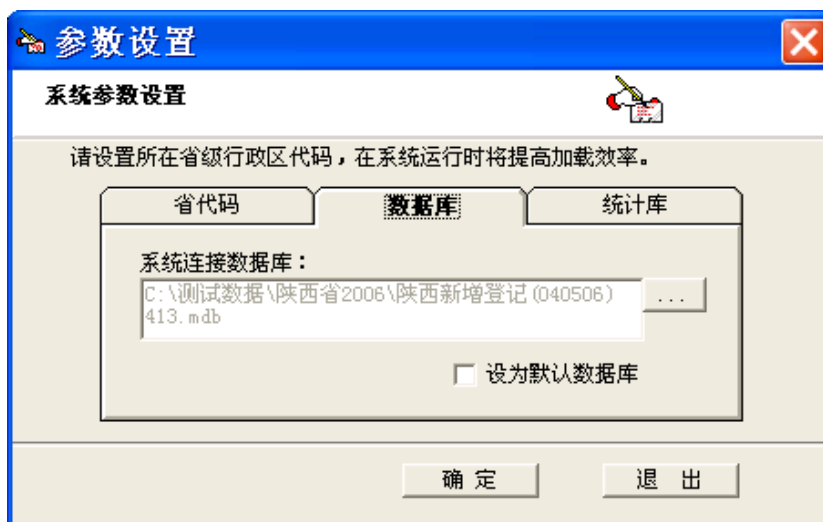 参数设置
系统参数设置
请设置所在省级行政区代码，在系统运行时将提高加载效率。
省代码 数据库 统计库
系统连接数据库：
C:\测试数据\陕西省2006\陕西新增登记(040506) ...
413.mdb
设为默认数据库
确定 退出